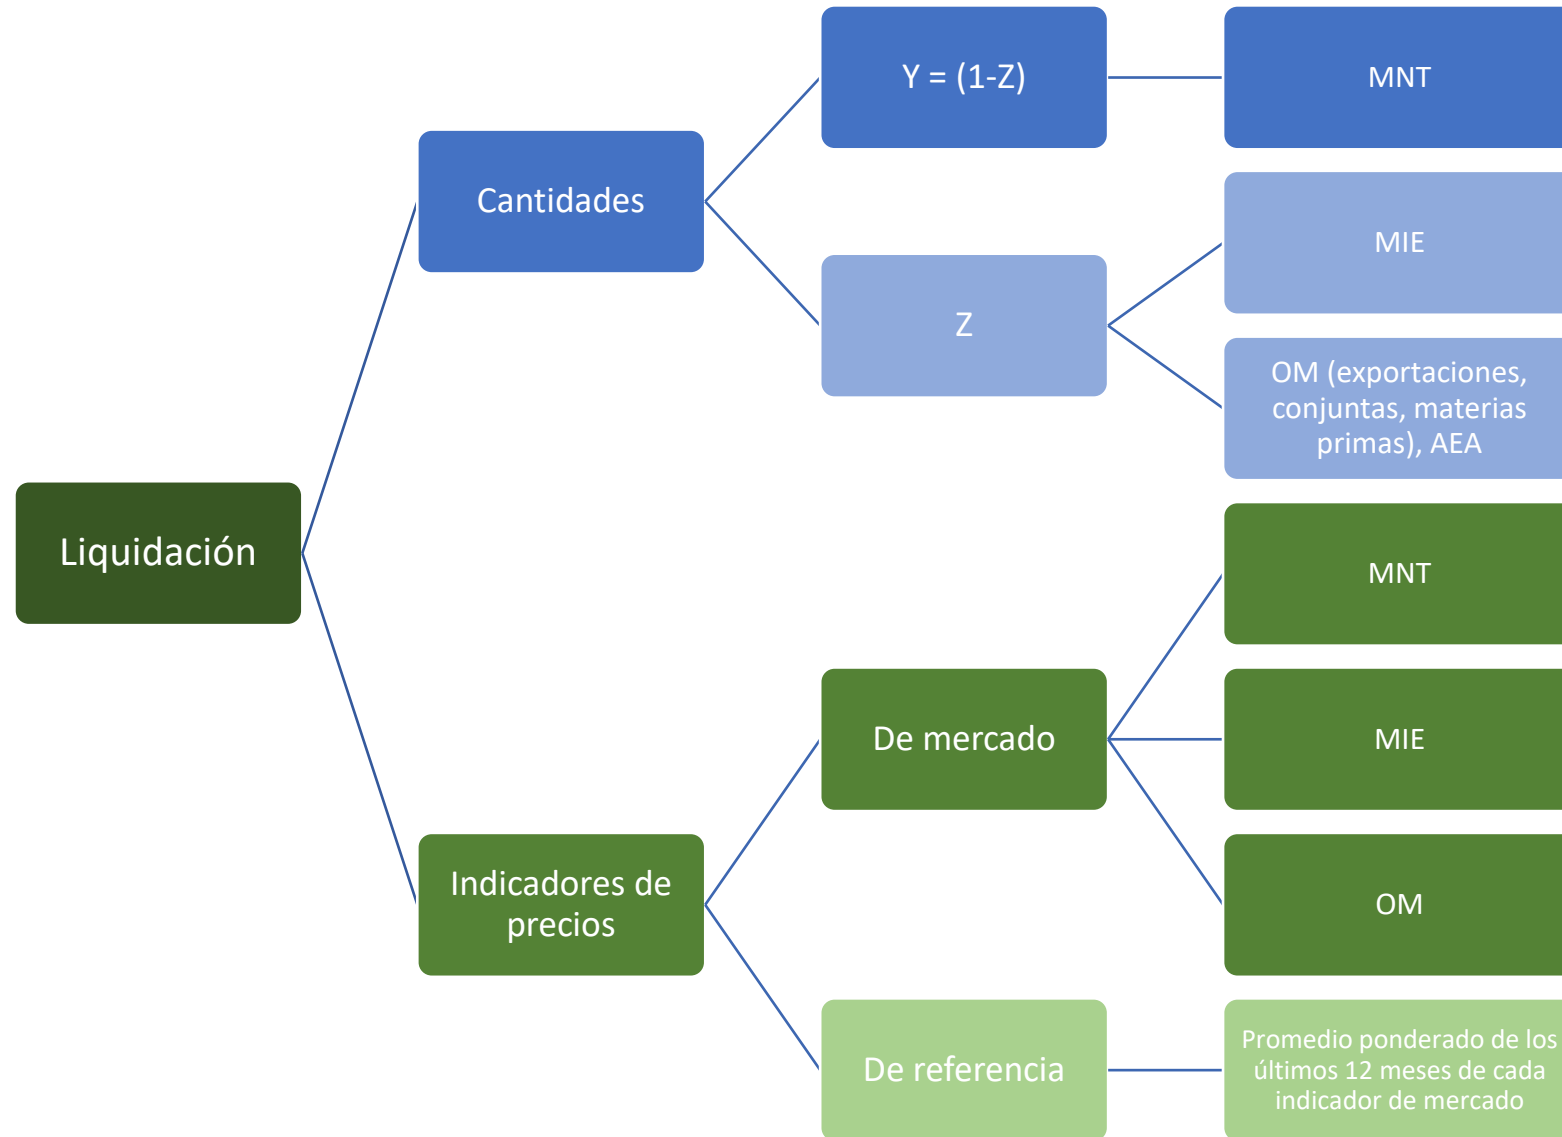 Y = (1-Z)
MNT
Cantidades
MIE
Z
OM (exportaciones,
conjuntas, materias
primas), AEA
Liquidación
MNT
De mercado
MIE
Indicadores de
precios
OM
De referencia
Promedio ponderado de los
últimos 12 meses de cada
indicador de mercado